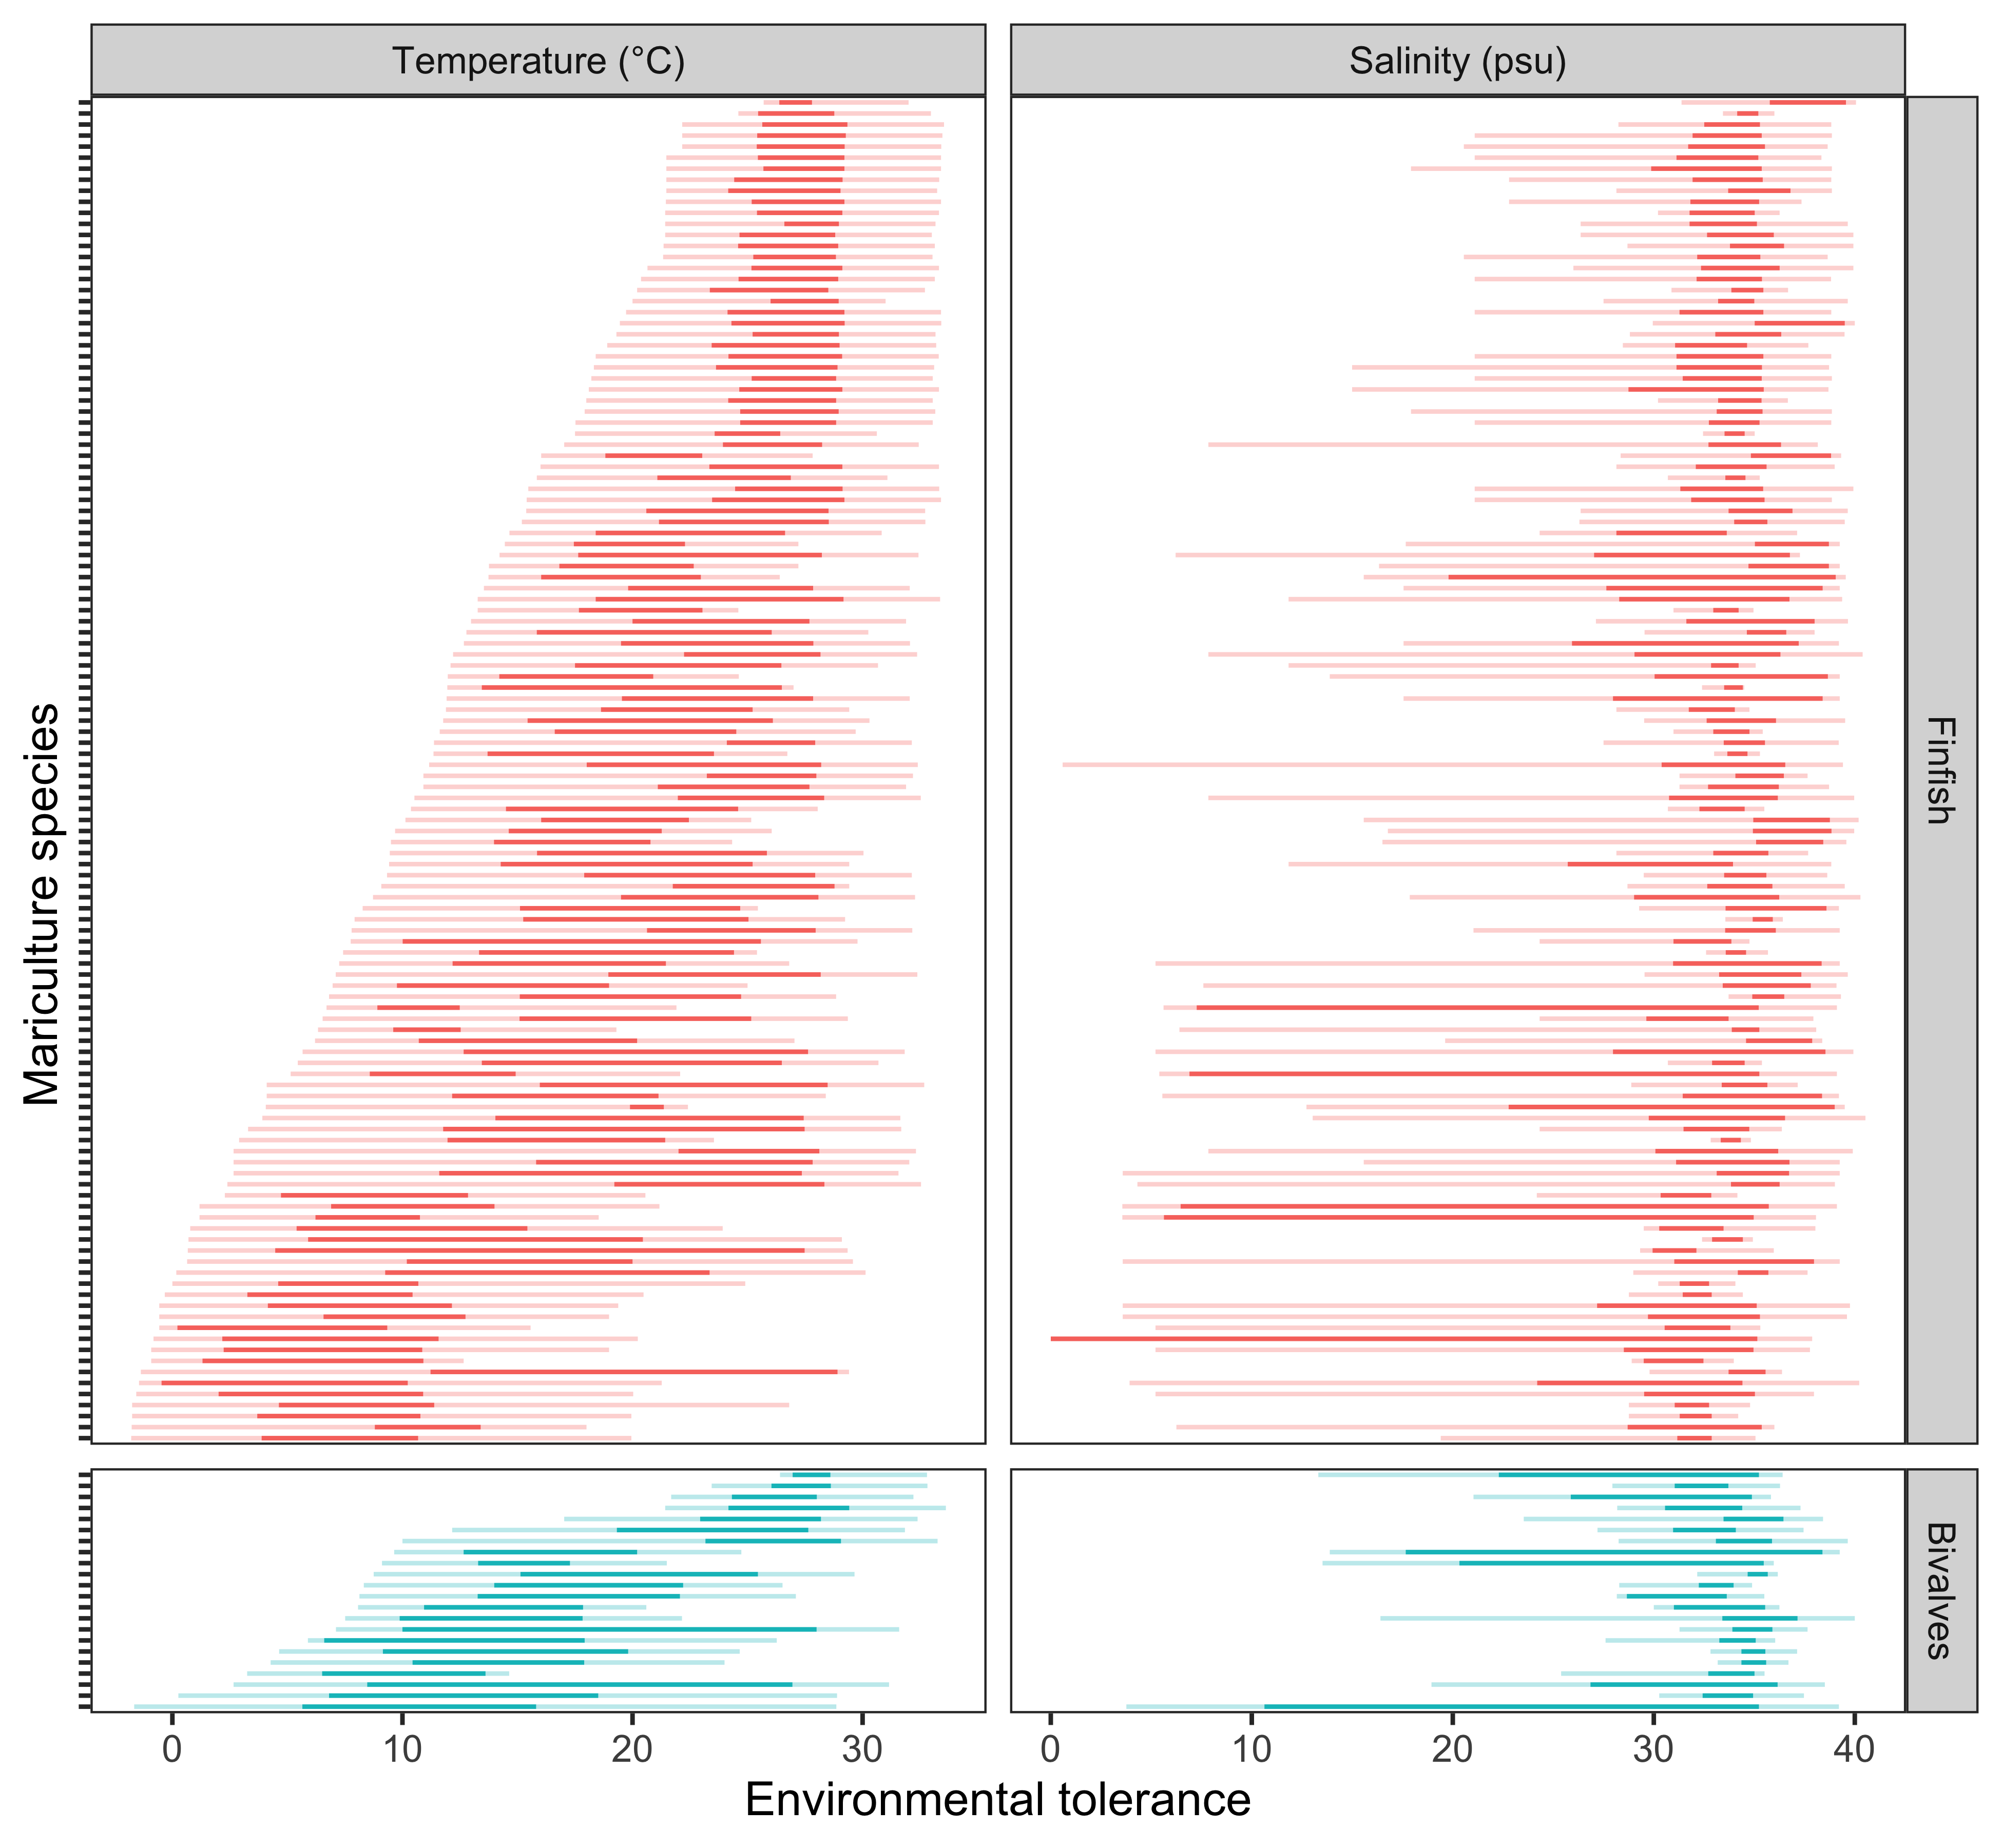 Temperature (°C)
Salinity (psu)
Mariculture species
Finfish
Bivalves
0 10 20 30
0 10 20 30 40
Environmental tolerance